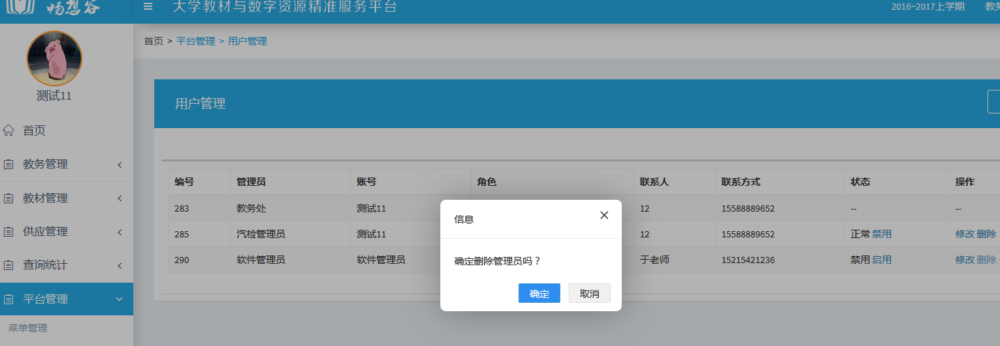 畅想谷
大学教材与数字资源精准服务平台
2016~2017上学期 教务
首页 > 平台管理 > 用户管理
测试11
用户管理
首页
教务管理
教材管理
供应管理
查询统计
平台管理
菜单管理
编号 管理员 账号 角色 联系人 联系方式 状态 操作
283 教务处 测试11 12 15588889652 -- --
285 汽检管理员 测试11 12 15588889652 正常 禁用 修改 删除
290 软件管理员 软件管理员 于老师 15215421236 禁用 启用 修改 删除
信息
确定删除管理员吗？
确定 取消